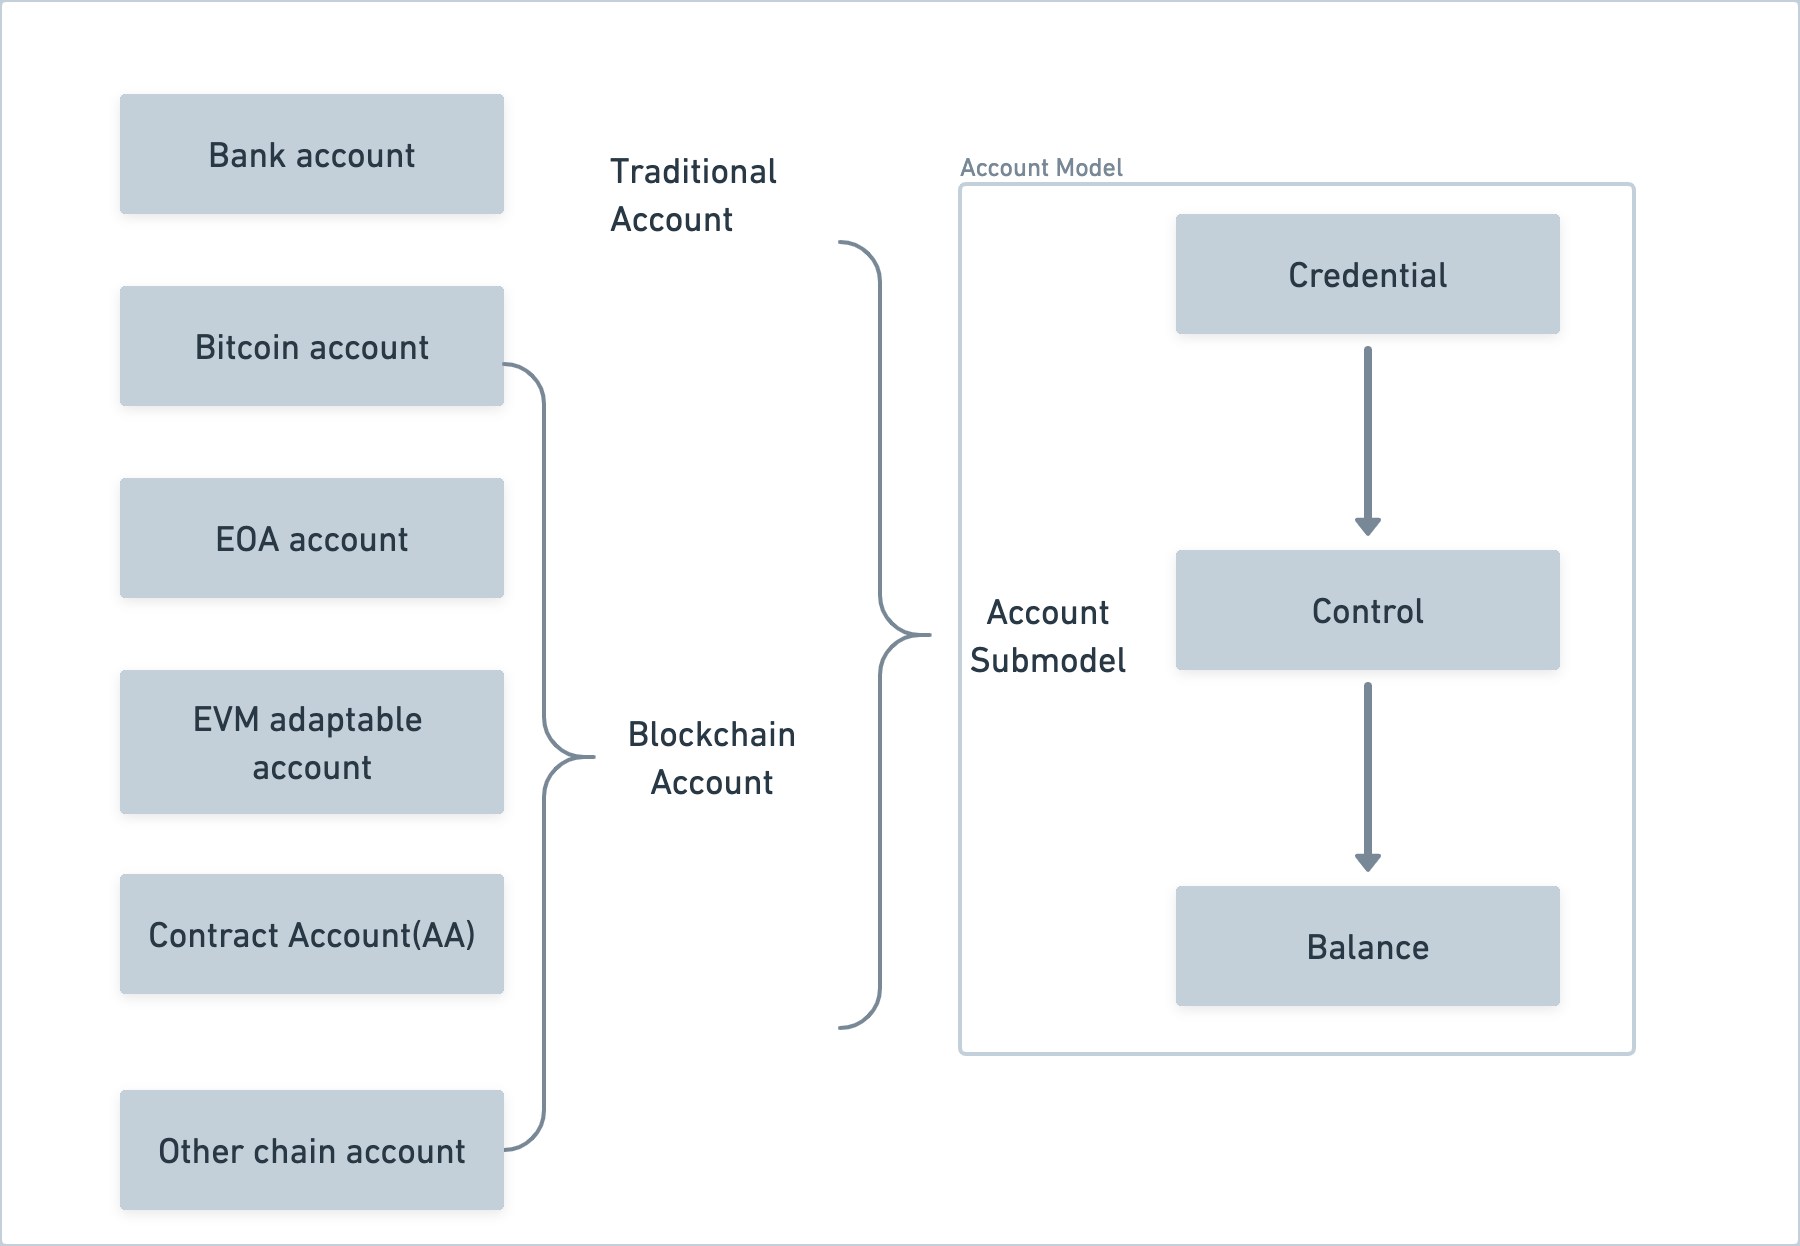 Bank account
Bitcoin account
EOA account
EVM adaptable
account
Contract Account(AA)
Other chain account
Traditional
Account
Blockchain
Account
Account Model
Account
Submodel
Credential
Control
Balance